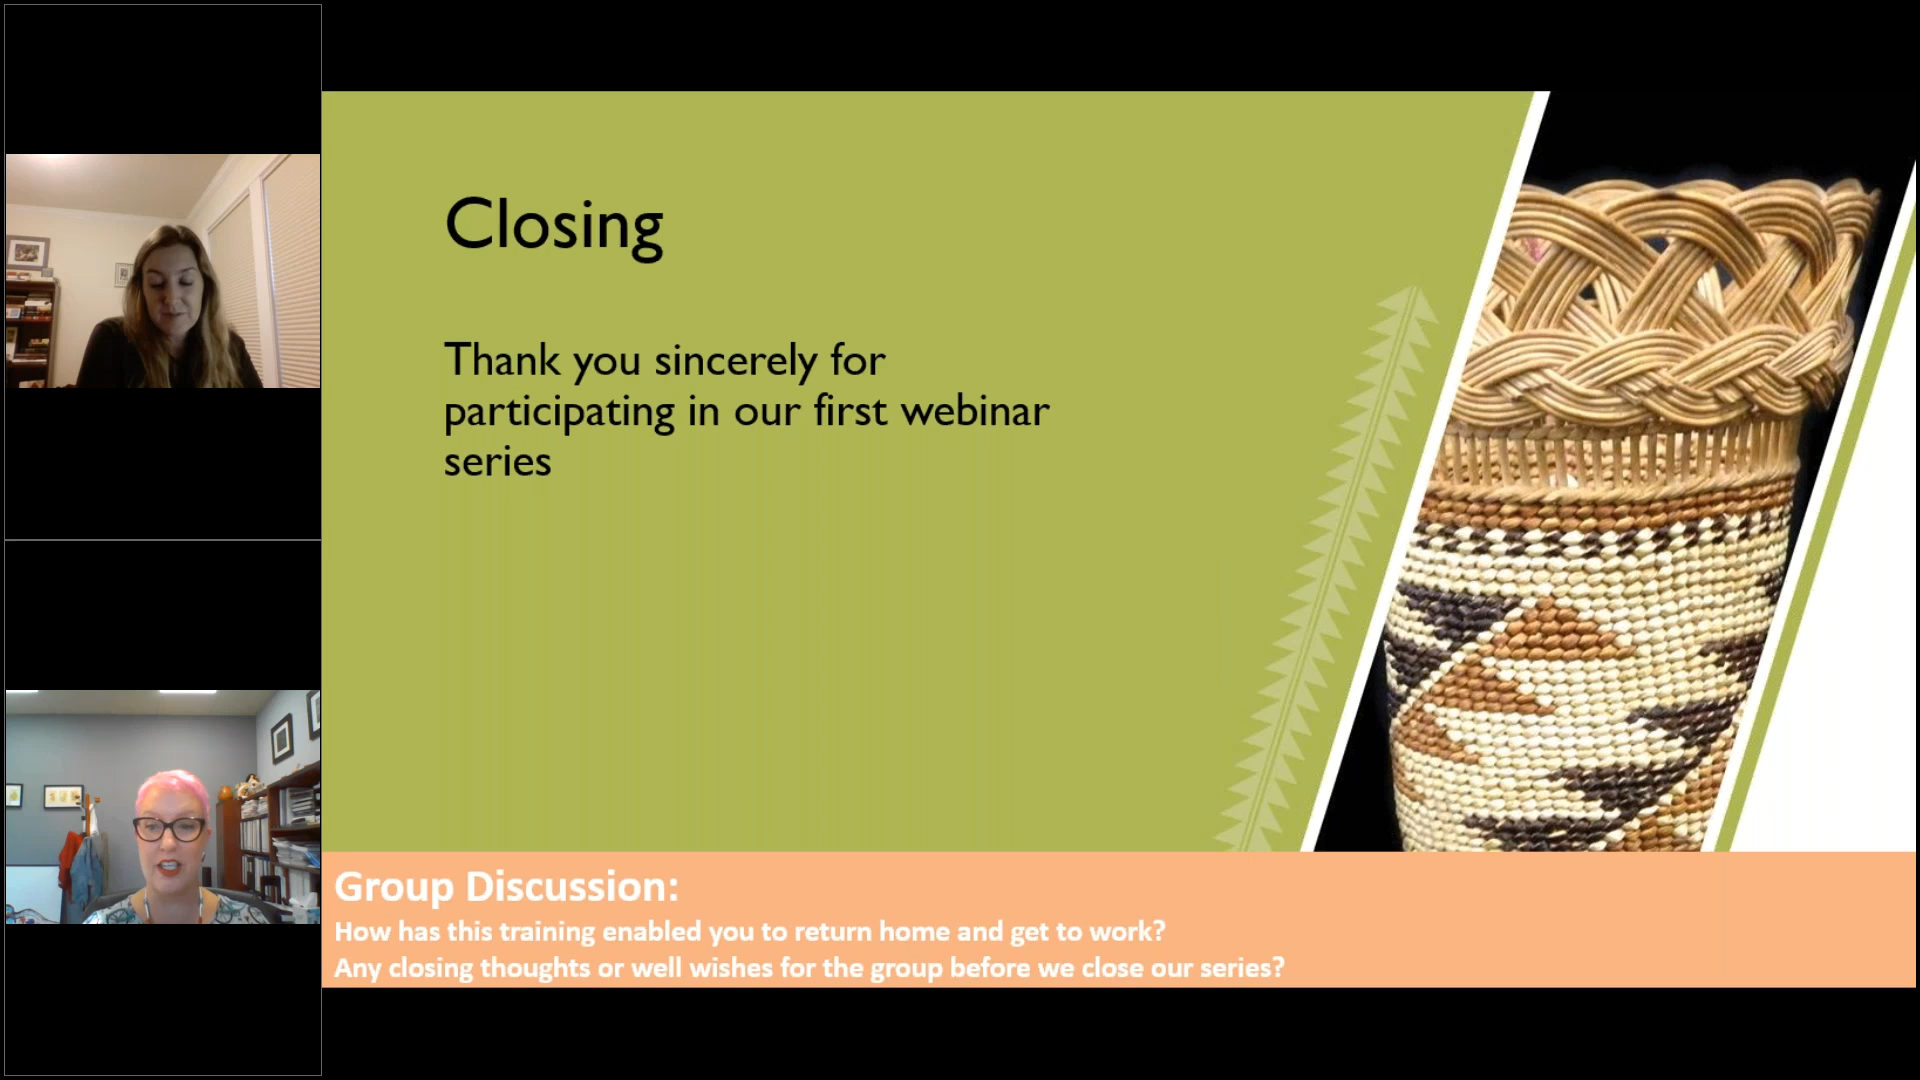 Closing
Thank you sincerely for
participating in our first webinar
series
Group Discussion:
How has this training enabled you to return home and get to work?
Any closing thoughts or well wishes for the group before we close our series?